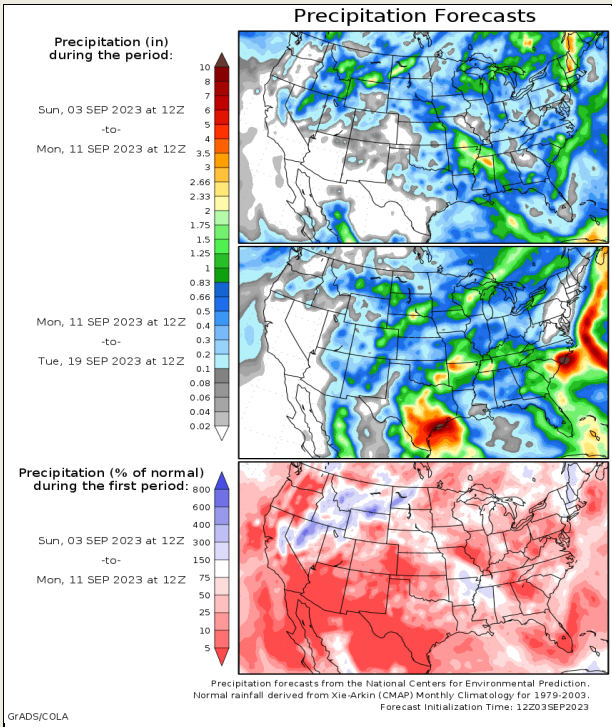 Precipitation Forecasts
Precipitation (in)
during the period:
Sun, 03 SEP 2023 at 12Z
-to-
Mon, 11 SEP 2023 at 12Z
10
8
7
6
5
4
3.5
3
2.66
2.33
2
1.75
1.5
1.25
1
0.83
0.66
0.5
0.4
0.3
0.2
0.1
0.08
0.06
0.04
0.02
Mon, 11 SEP 2023 at 12Z
-to-
Tue, 19 SEP 2023 at 12Z
Precipitation (% of normal)
during the first period:
Sun, 03 SEP 2023 at 12Z
-to-
Mon, 11 SEP 2023 at 12Z
800
600
400
300
150
75
50
25
10
5
Precipitation forecasts from the National Centers for Environmental Prediction.
Normal rainfall derived from Xie-Arkin (CMAP) Monthly Climatology for 1979-2003.
Forecast Initialization Time: 12Z03SEP2023
GrADS/COLA